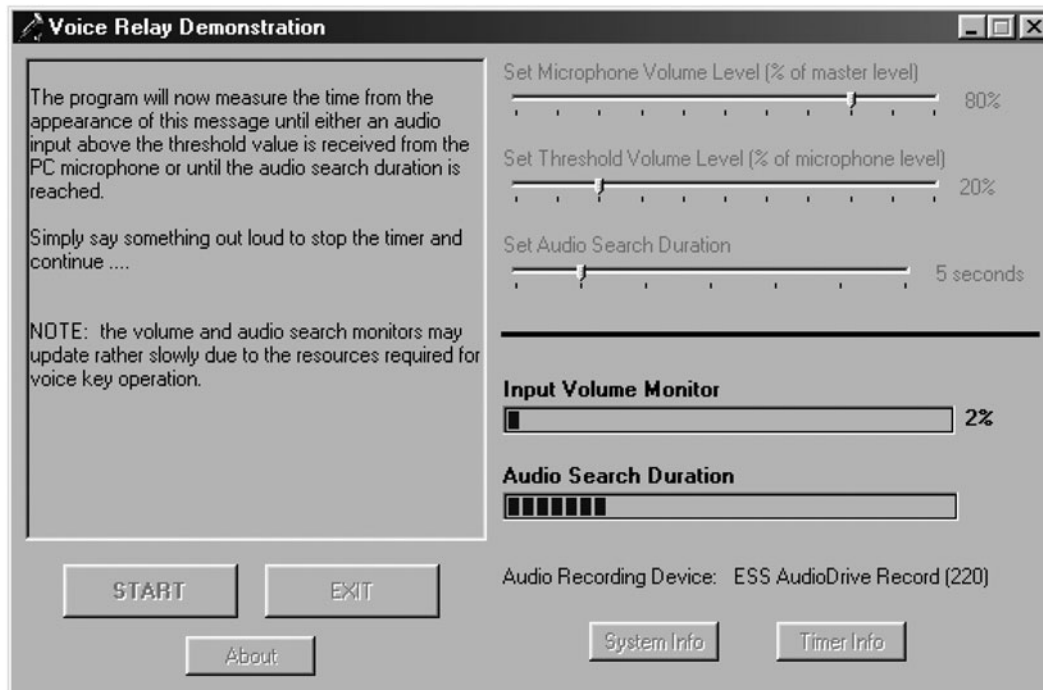 Voice Relay Demonstration
The program will now measure the time from the
appearance of this message until either an audio
input above the threshold value is received from the
PC microphone or until the audio search duration is
reached.
Simply say something out loud to stop the timer and
continue ....
NOTE:  the volume and audio search monitors may
update rather slowly due to the resources required for
voice key operation.
START
EXIT
About
Set Microphone Volume Level (% of master level)
80%
Set Threshold Volume Level (% of microphone level)
20%
Set Audio Search Duration
5 seconds
Input Volume Monitor
2%
Audio Search Duration
Audio Recording Device:   ESS AudioDrive Record (220)
System Info
Timer Info